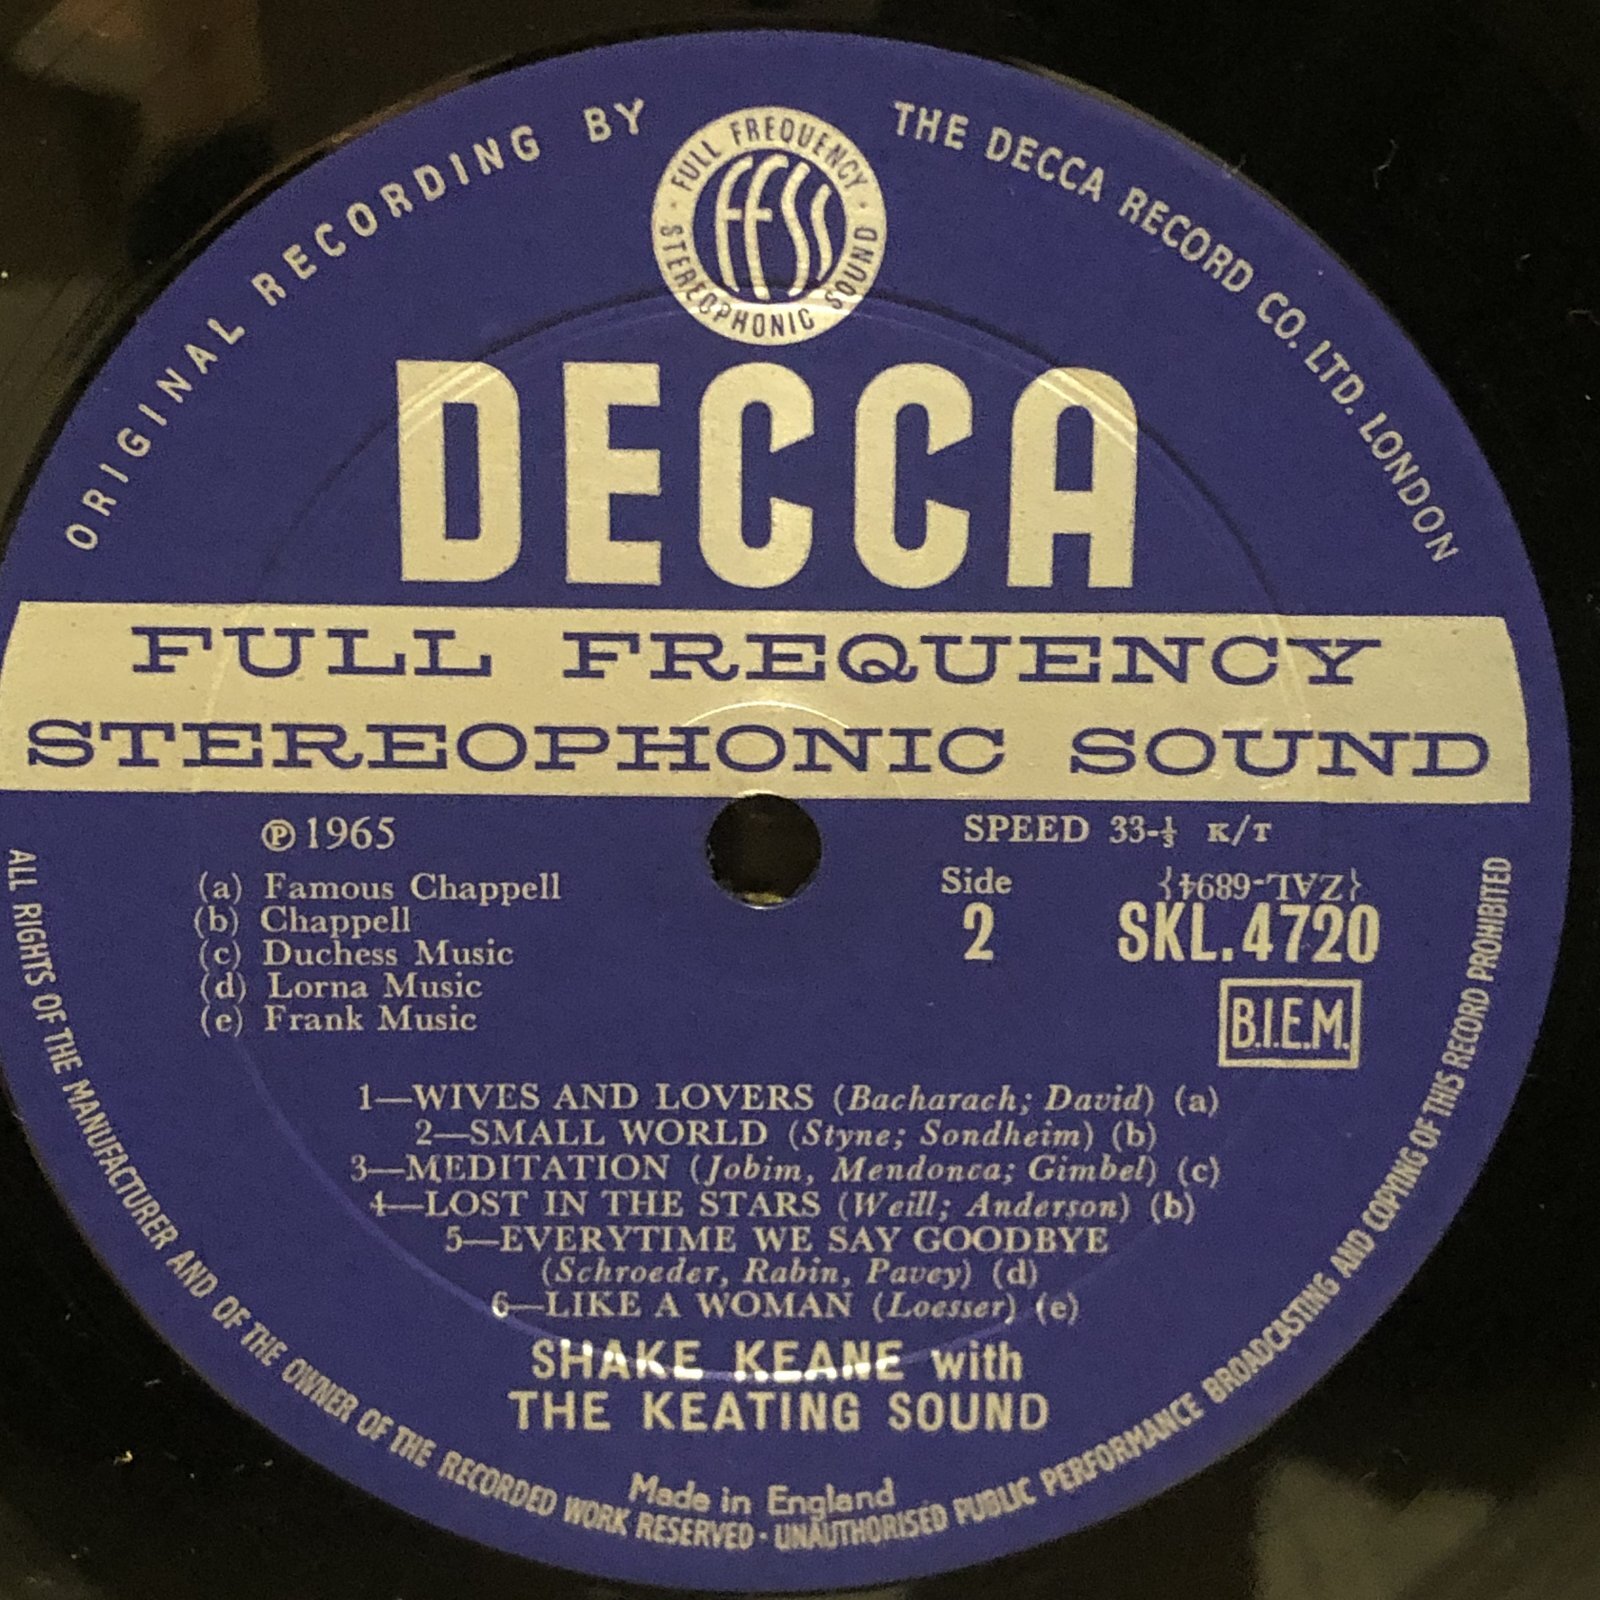 ORIGINAL RECORDING BY
THE DECCA RECORD CO. LTD. LONDON
· FULL FREQUENCY ·
STEREOPHONIC SOUND
FFSS
DECCA
FULL FREQUENCY
STEREOPHONIC SOUND
℗ 1965
SPEED 33-⅓ K/T
(a) Famous Chappell
(b) Chappell
(c) Duchess Music
(d) Lorna Music
(e) Frank Music
Side
2
{ZAL-6894}
SKL.4720
B.I.E.M.
1—WIVES AND LOVERS (Bacharach; David) (a)
2—SMALL WORLD (Styne; Sondheim) (b)
3—MEDITATION (Jobim, Mendonca; Gimbel) (c)
4—LOST IN THE STARS (Weill; Anderson) (b)
5—EVERYTIME WE SAY GOODBYE
(Schroeder, Rabin, Pavey) (d)
6—LIKE A WOMAN (Loesser) (e)
SHAKE KEANE with
THE KEATING SOUND
Made in England
ALL RIGHTS OF THE MANUFACTURER AND OF THE OWNER OF THE RECORDED WORK RESERVED · UNAUTHORISED PUBLIC PERFORMANCE BROADCASTING AND COPYING OF THIS RECORD PROHIBITED